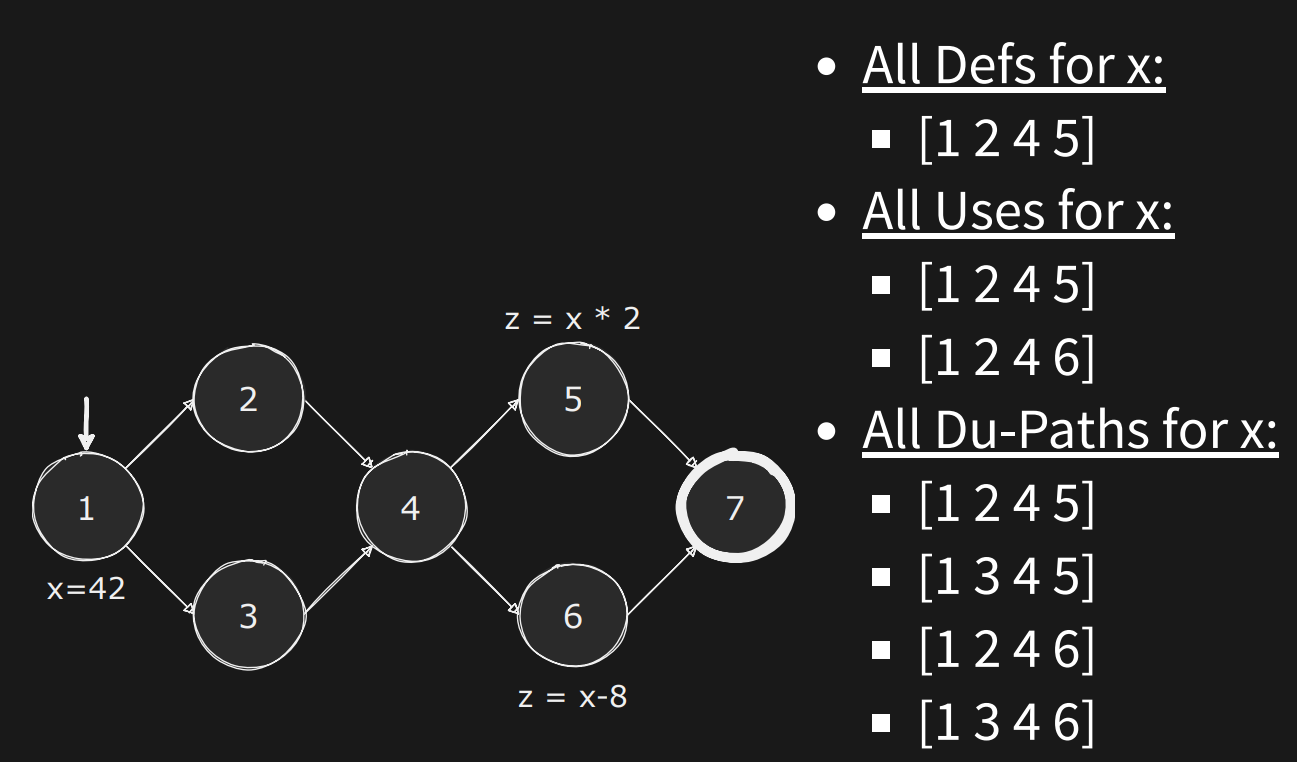 All Defs for x:
[1 2 4 5]
All Uses for x:
[1 2 4 5]
[1 2 4 6]
All Du-Paths for x:
[1 2 4 5]
[1 3 4 5]
[1 2 4 6]
[1 3 4 6]
z = x * 2
2
5
1
4
7
x=42
3
6
z = x-8